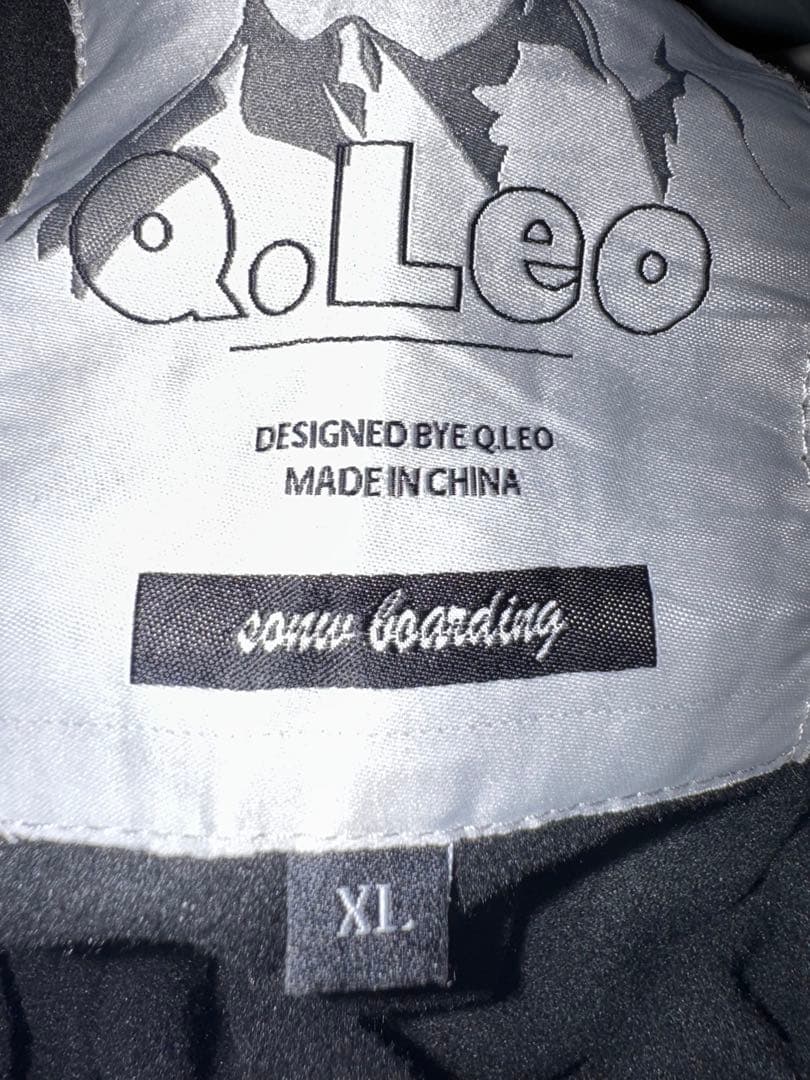 Q.Leo
DESIGNED BYE Q.LEO
MADE IN CHINA
sonw boarding
XL